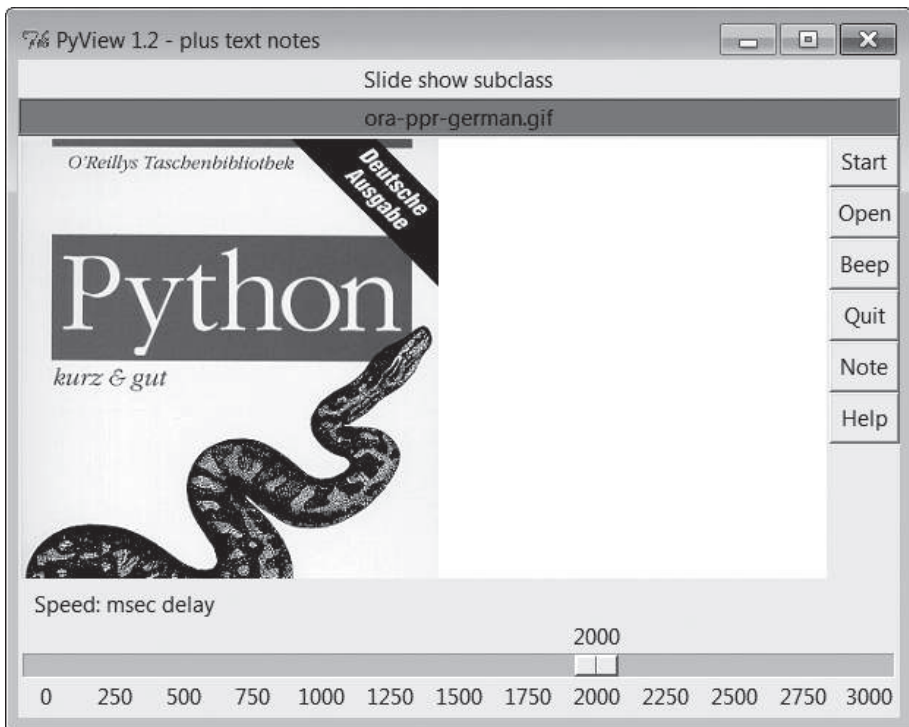 PyView 1.2 - plus text notes
Slide show subclass
ora-ppr-german.gif
O'Reillys Taschenbibliothek
Deutsche
Ausgabe
Python
kurz & gut
Start
Open
Beep
Quit
Note
Help
Speed: msec delay
2000
0 250 500 750 1000 1250 1500 1750 2000 2250 2500 2750 3000